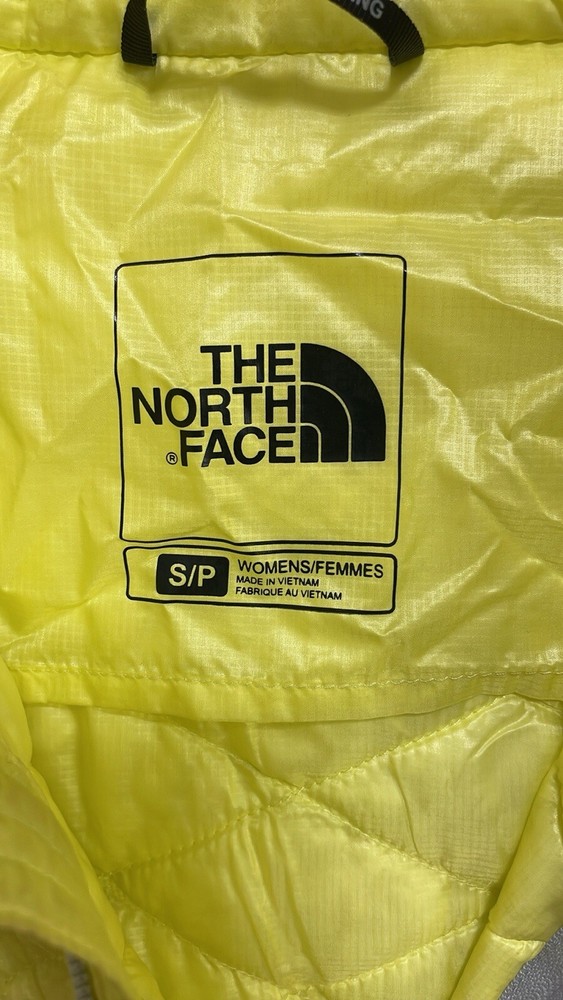 THE
NORTH
FACE
®
S/P
WOMENS/FEMMES
MADE IN VIETNAM
FABRIQUE AU VIETNAM